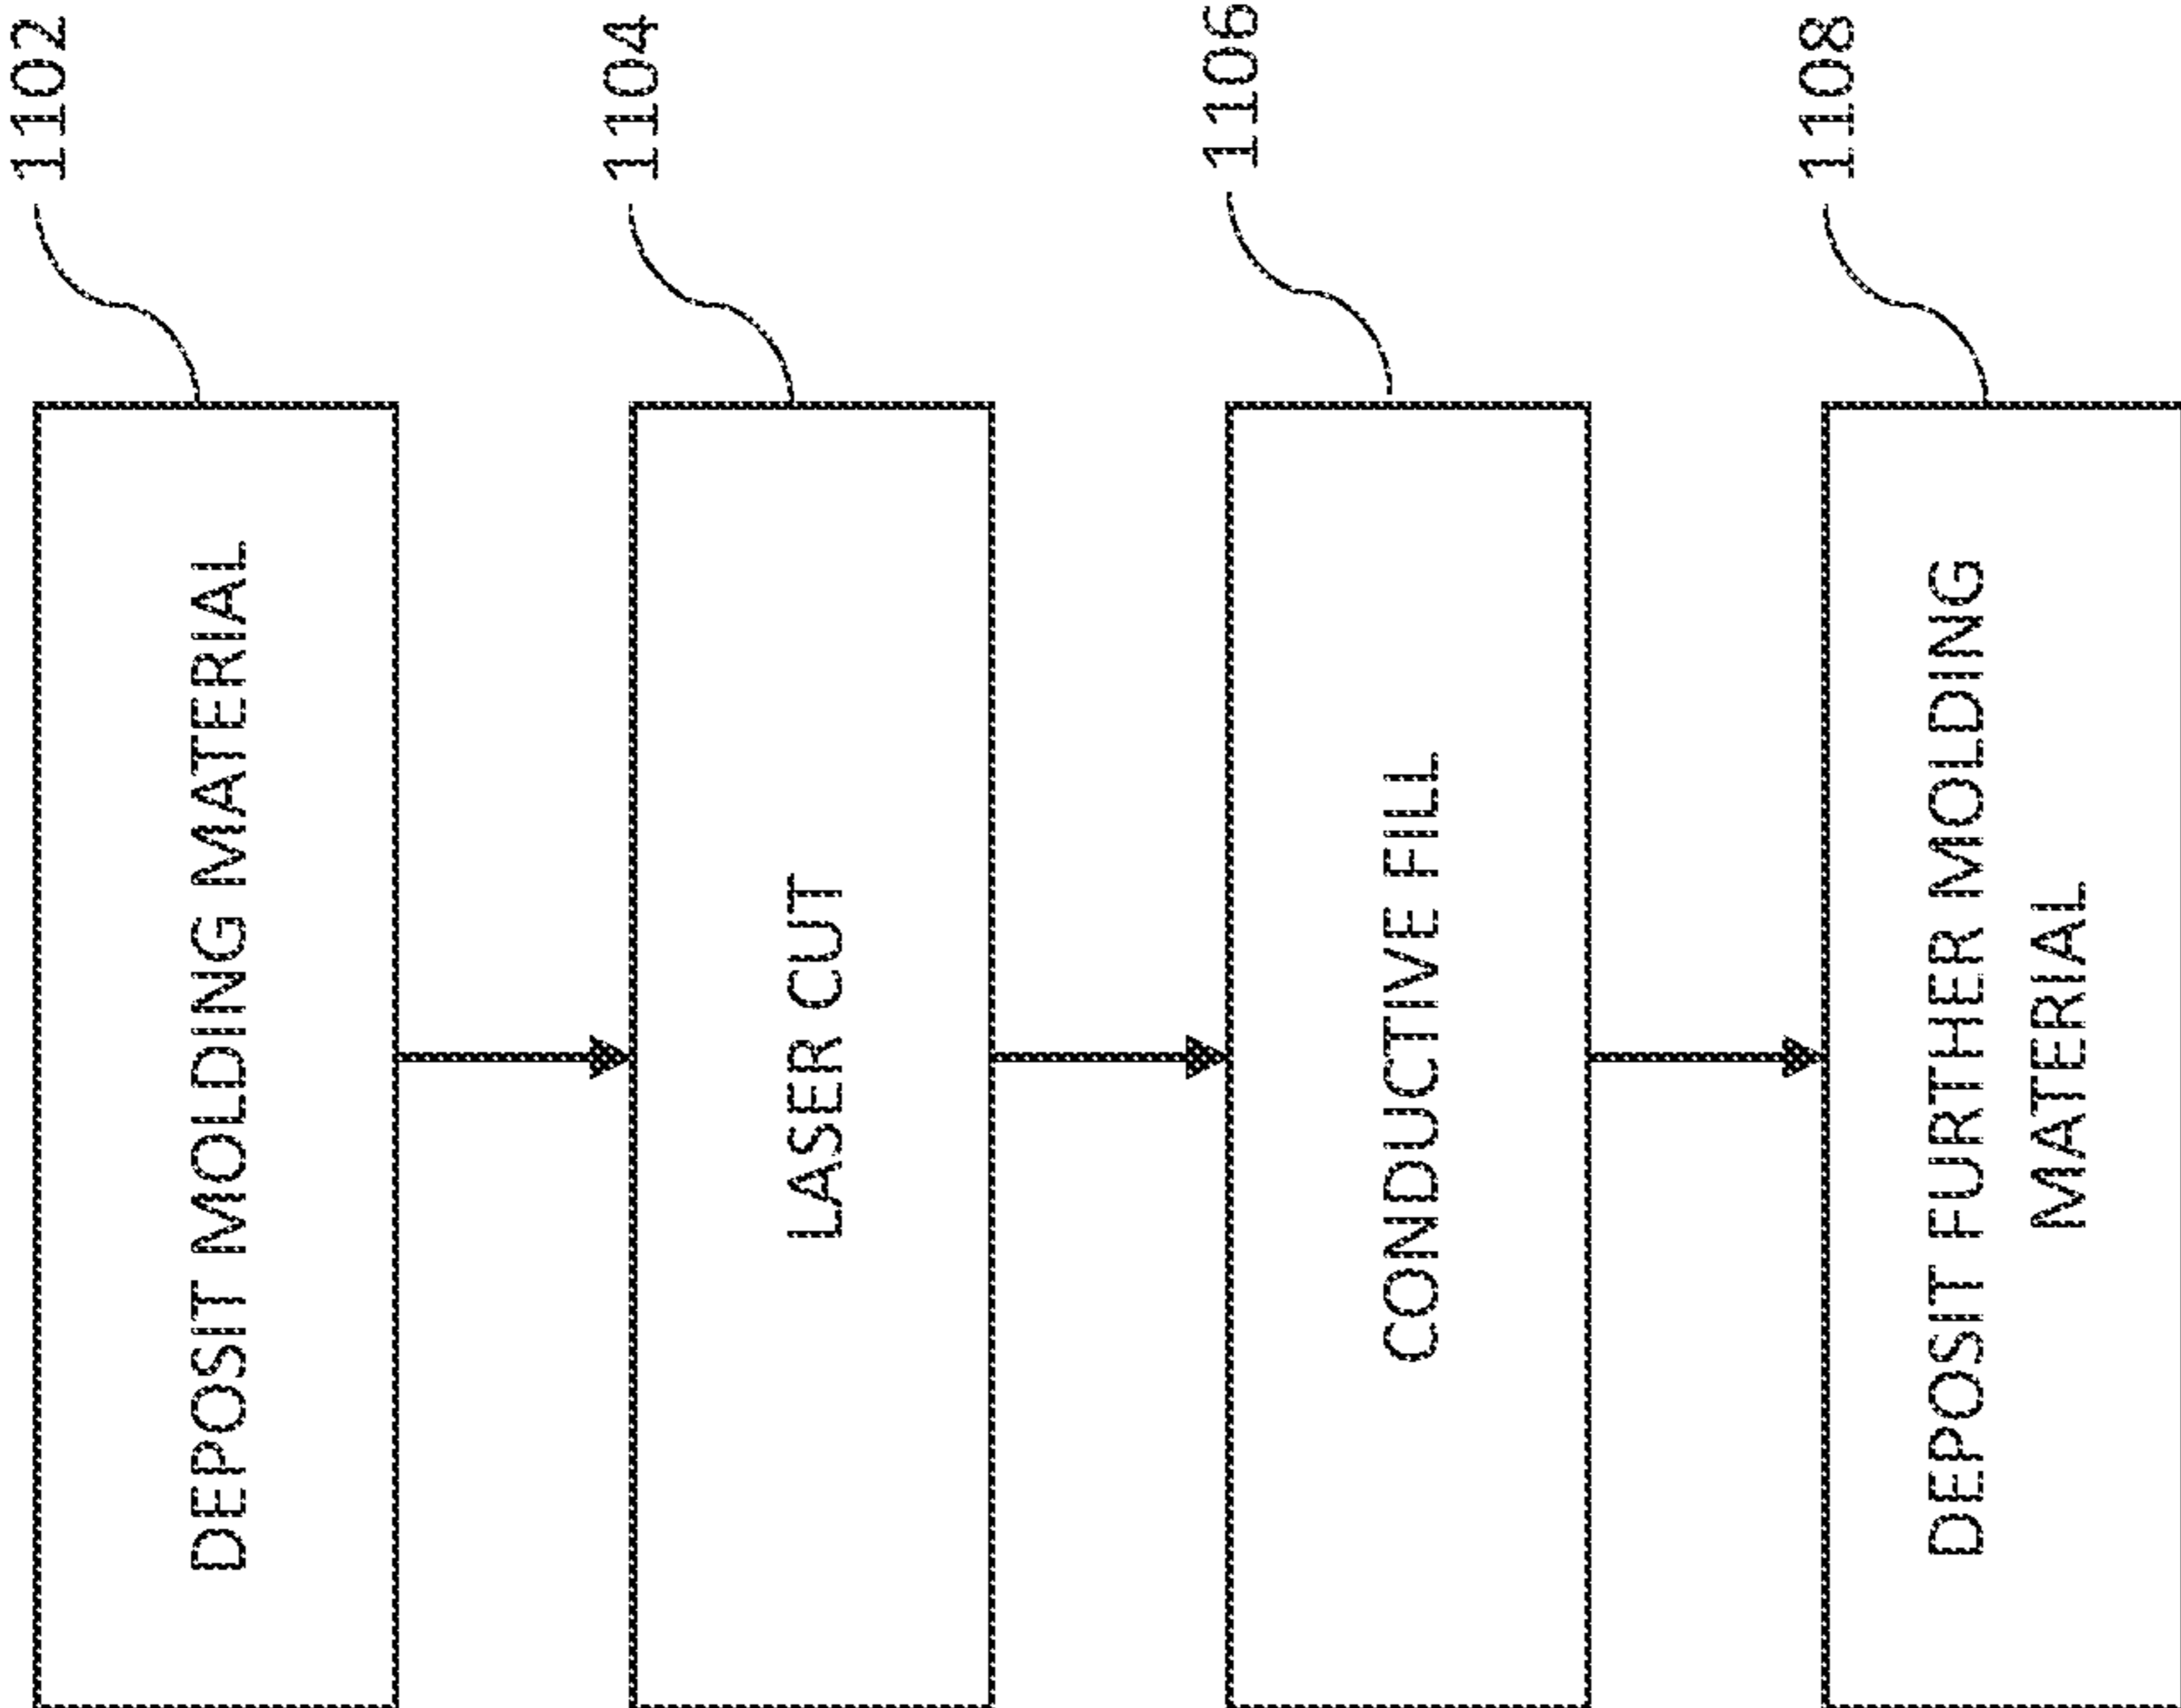 1102
DEPOSIT MOLDING MATERIAL
1104
LASER CUT
1106
CONDUCTIVE FILL
1108
DEPOSIT FURTHER MOLDING
MATERIAL